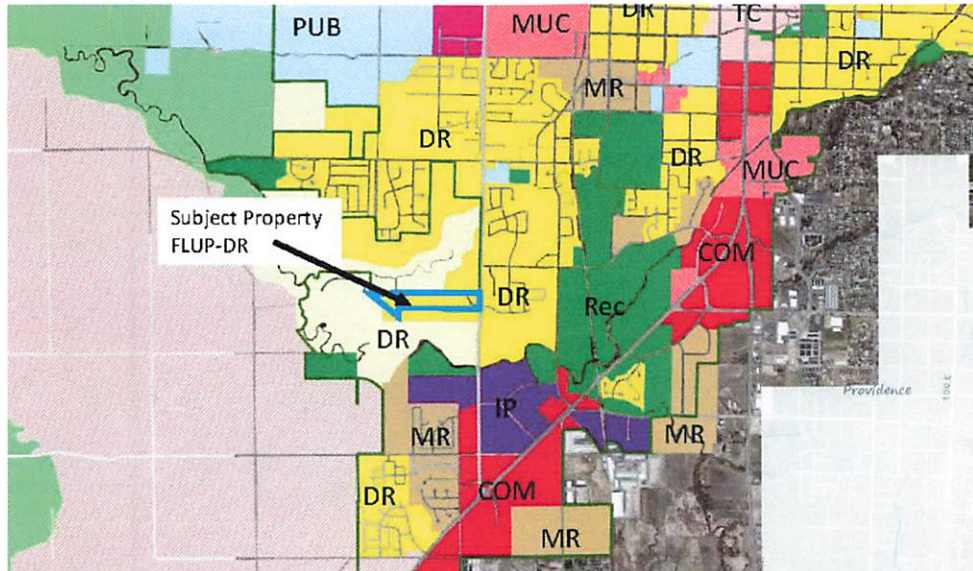 DR
TC
PUB
MUC
DR
MR
DR
DR
MUC
Subject Property
FLUP-DR
COM
DR
Rec
DR
Providence
100 E
IP
MR
MR
DR
COM
MR